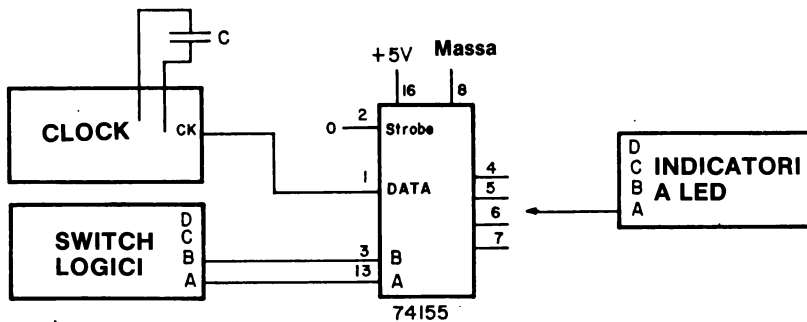 C
+5V Massa
16 8
CLOCK CK
2
0 Strobe
1
DATA
4
5
6
7
D
C
B
A
INDICATORI
A LED
SWITCH
LOGICI
D
C
B
A
3
B
13
A
74155